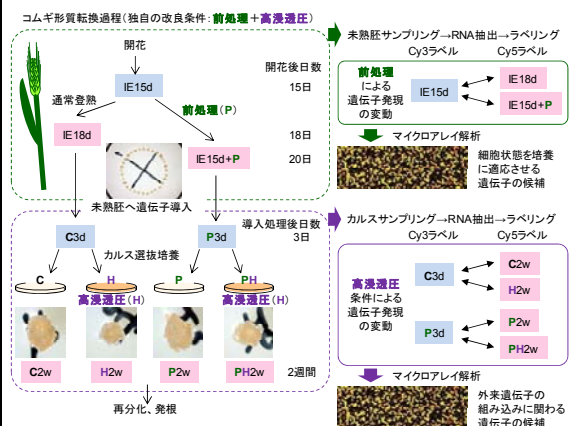 コムギ形質転換過程（独自の改良条件：前処理＋高浸透圧）
開花
開花後日数
IE15d
15日
通常登熟
前処理（P）
IE18d
18日
IE15d+P
20日
未熟胚へ遺伝子導入
導入処理後日数
C3d
P3d
3日
カルス選抜培養
C
H
P
PH
高浸透圧（H）
高浸透圧（H）
C2w
H2w
P2w
PH2w
2週間
再分化、発根
未熟胚サンプリング→RNA抽出→ラベリング
Cy3ラベル
Cy5ラベル
前処理
による
遺伝子発現
の変動
IE15d
IE18d
IE15d+P
マイクロアレイ解析
細胞状態を培養
に適応させる
遺伝子の候補
カルスサンプリング→RNA抽出→ラベリング
Cy3ラベル
Cy5ラベル
高浸透圧
条件による
遺伝子発現
の変動
C3d
C2w
H2w
P3d
P2w
PH2w
マイクロアレイ解析
外来遺伝子の
組み込みに関わる
遺伝子の候補